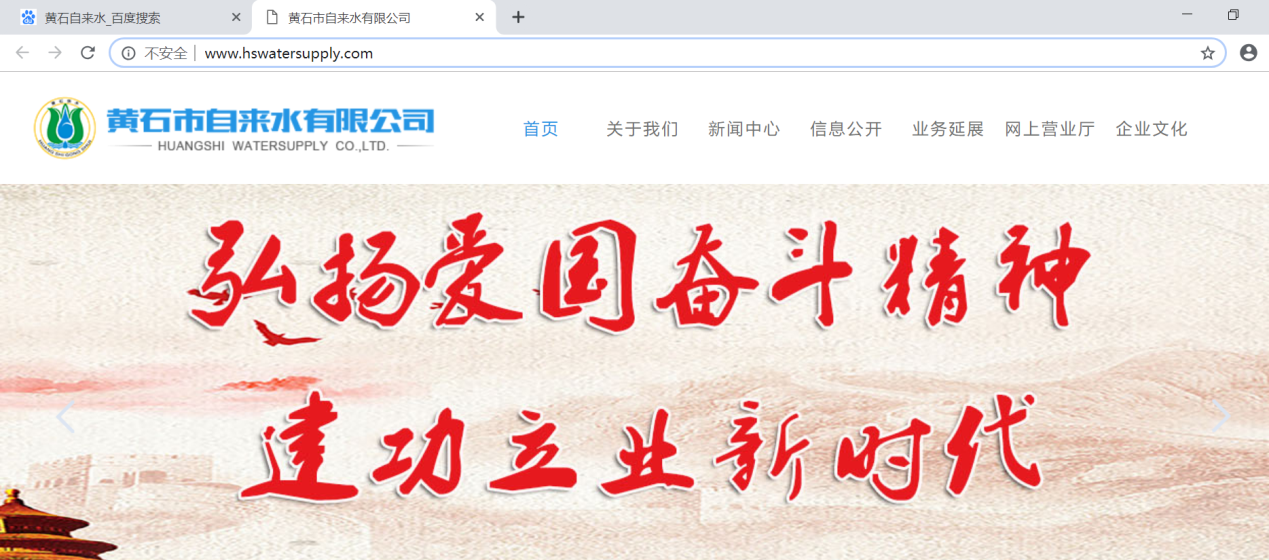 黄石自来水_百度搜索
黄石市自来水有限公司
不安全 | www.hswatersupply.com
黄石市自来水有限公司
HUANGSHI WATERSUPPLY CO.,LTD.
首页 关于我们 新闻中心 信息公开 业务延展 网上营业厅 企业文化
弘扬爱国奋斗精神
建功立业新时代